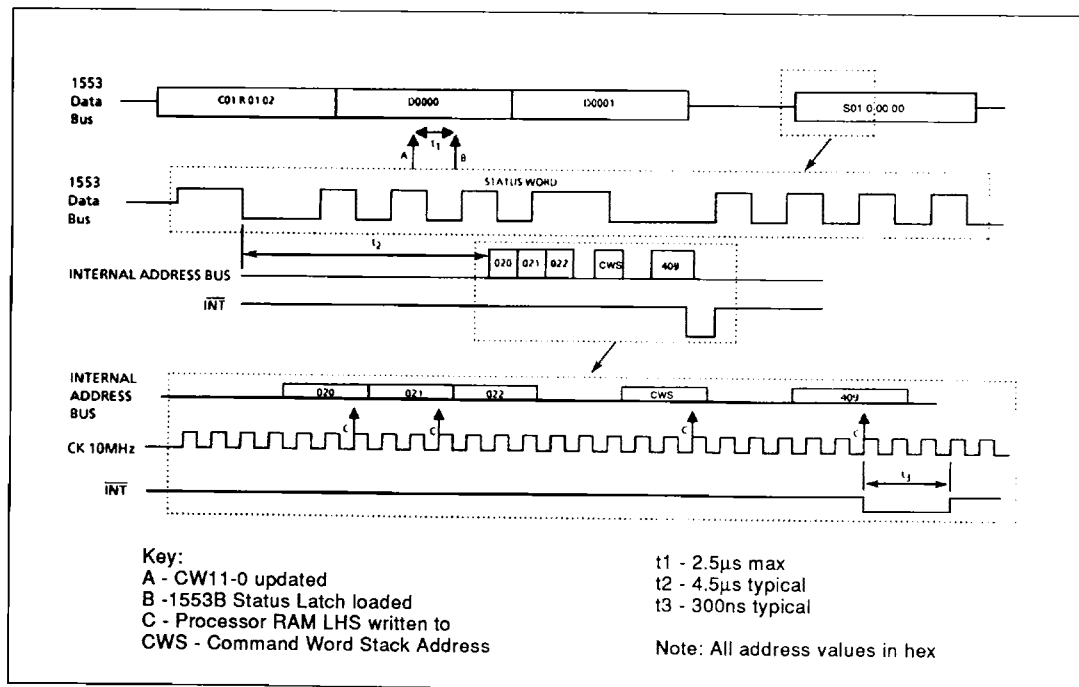 1553
Data
Bus
C01 R 01 02
D0000
D0001
S01 0 00 00
A
t1
B
1553
Data
Bus
STATUS WORD
t2
INTERNAL ADDRESS BUS
020
021
022
CWS
409
INT
INTERNAL
ADDRESS
BUS
020
021
022
CWS
409
C
C
C
C
CK 10MHz
INT
t3
Key:
A - CW11-0 updated
B -1553B Status Latch loaded
C - Processor RAM LHS written to
CWS - Command Word Stack Address
t1 - 2.5µs max
t2 - 4.5µs typical
t3 - 300ns typical
Note: All address values in hex